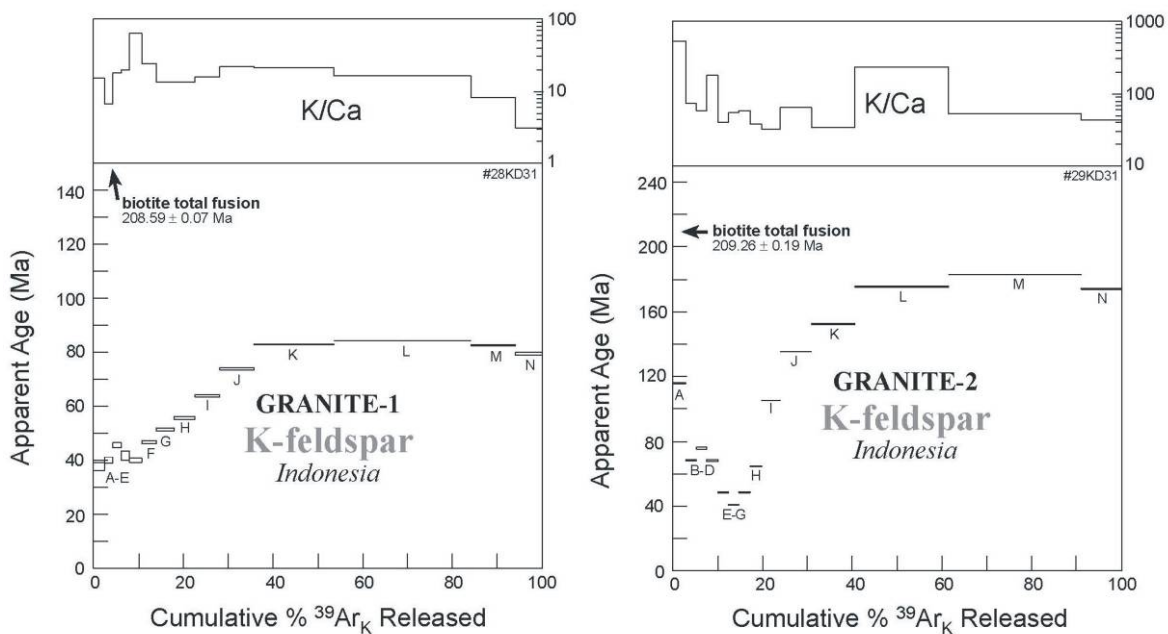 100
10
1
K/Ca
#28KD31
biotite total fusion
208.59 ± 0.07 Ma
140
120
100
80
60
40
20
0
Apparent Age (Ma)
A-E
F
G
H
I
J
K
L
M
N
GRANITE-1
K-feldspar
Indonesia
0
20
40
60
80
100
Cumulative % ³⁹Ar_K Released
1000
100
10
K/Ca
#29KD31
biotite total fusion
209.26 ± 0.19 Ma
240
200
160
120
80
40
0
Apparent Age (Ma)
A
B-D
E-G
H
I
J
K
L
M
N
GRANITE-2
K-feldspar
Indonesia
0
20
40
60
80
100
Cumulative % ³⁹Ar_K Released